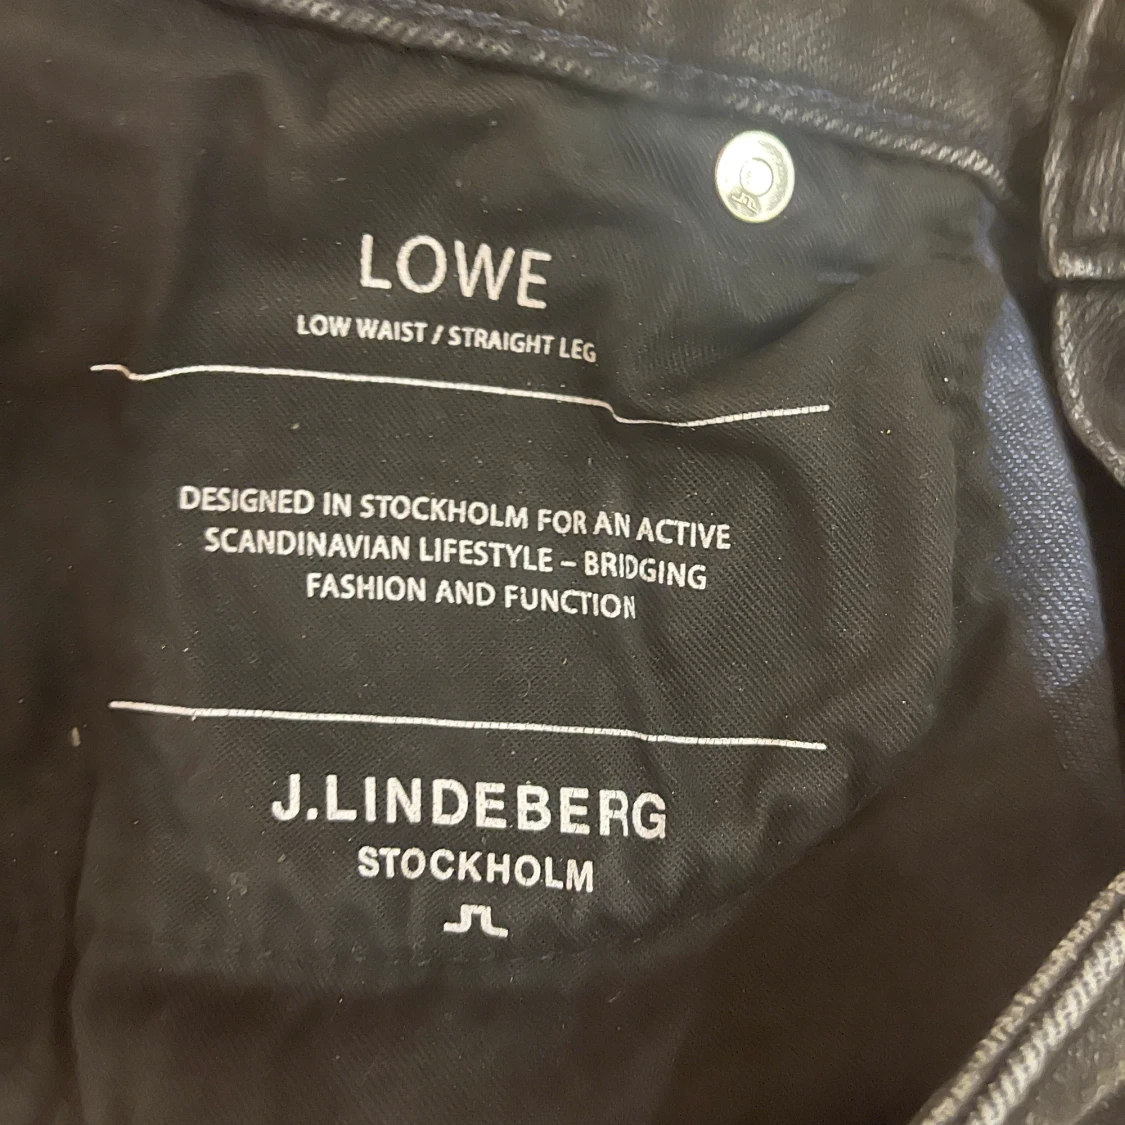 LOWE
LOW WAIST / STRAIGHT LEG
DESIGNED IN STOCKHOLM FOR AN ACTIVE
SCANDINAVIAN LIFESTYLE – BRIDGING
FASHION AND FUNCTION
J.LINDEBERG
STOCKHOLM